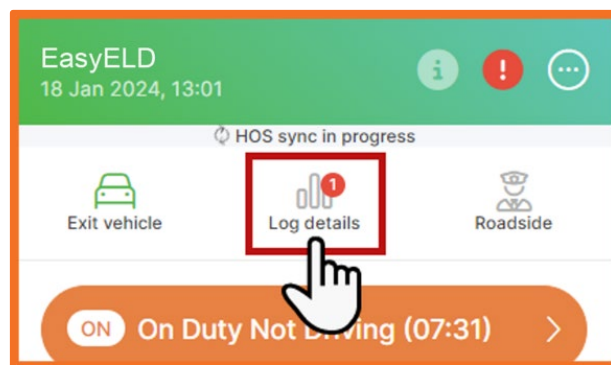 EasyELD
18 Jan 2024, 13:01
HOS sync in progress
1
Exit vehicle
Log details
Roadside
ON On Duty Not Driving (07:31)